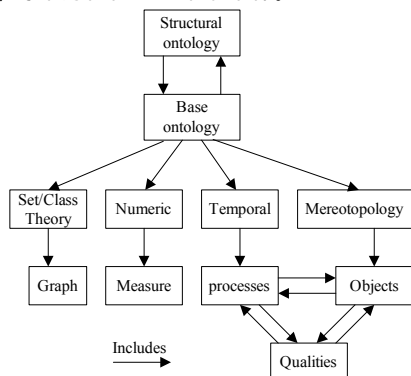 Structural
ontology
Base
ontology
Set/Class
Theory
Numeric
Temporal
Mereotopology
Graph
Measure
processes
Objects
Includes
Qualities